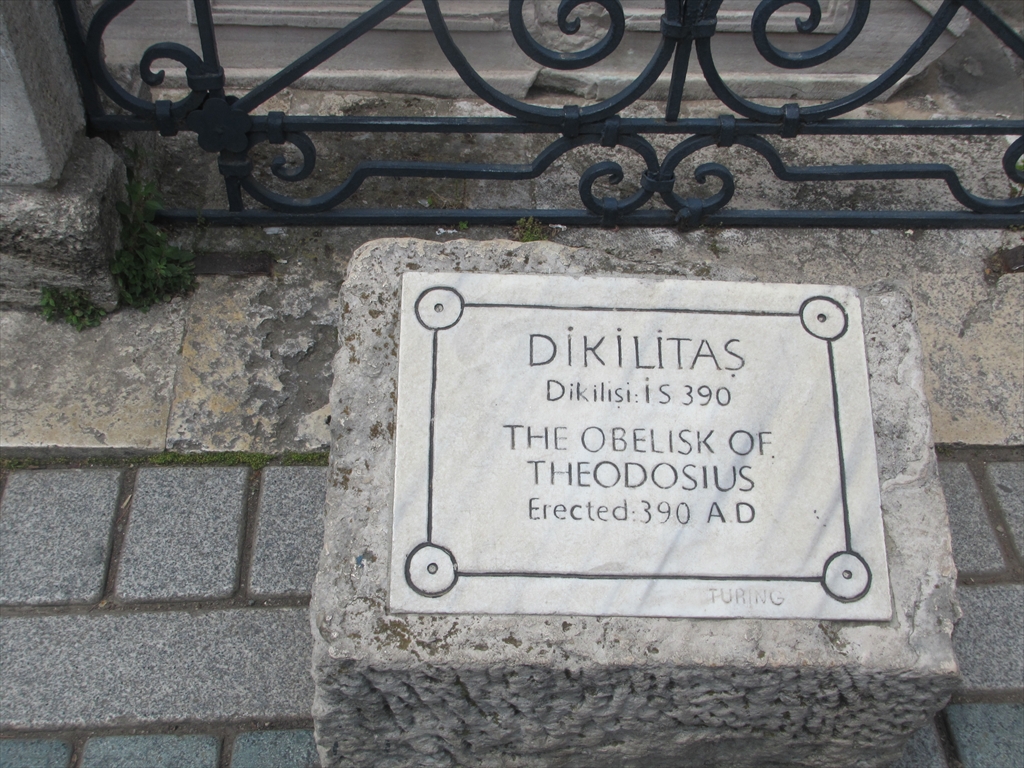 DİKİLİTAŞ
Dikilişi: İS 390
THE OBELISK OF
THEODOSIUS
Erected: 390 A.D
TURING